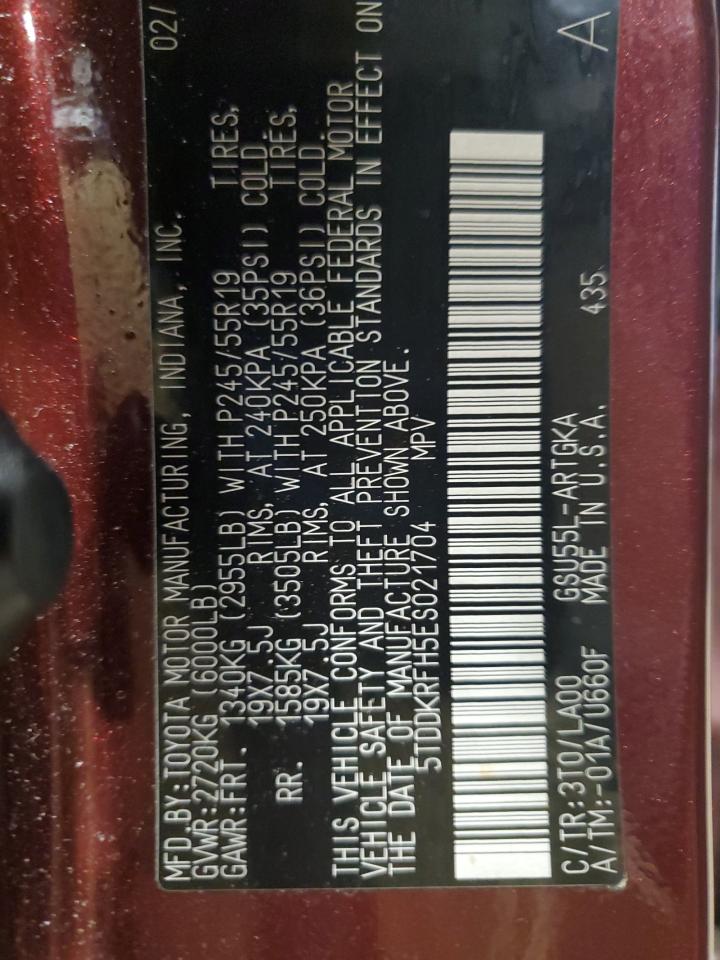 MFD.BY:TOYOTA MOTOR MANUFACTURING, INDIANA, INC. 02/
GVWR:2720KG (6000LB)
GAWR:FRT. 1340KG (2955LB) WITH P245/55R19 TIRES,
19X7.5J RIMS, AT 240KPA (35PSI) COLD.
RR. 1585KG (3505LB) WITH P245/55R19 TIRES,
19X7.5J RIMS, AT 250KPA (36PSI) COLD.
THIS VEHICLE CONFORMS TO ALL APPLICABLE FEDERAL MOTOR
VEHICLE SAFETY AND THEFT PREVENTION STANDARDS IN EFFECT ON
THE DATE OF MANUFACTURE SHOWN ABOVE.
5TDDKRFH5ES021704 MPV
C/TR:3T0/LA00 GSU55L-ARTGKA
A/TM:-01A/U660F MADE IN U.S.A. 435 A